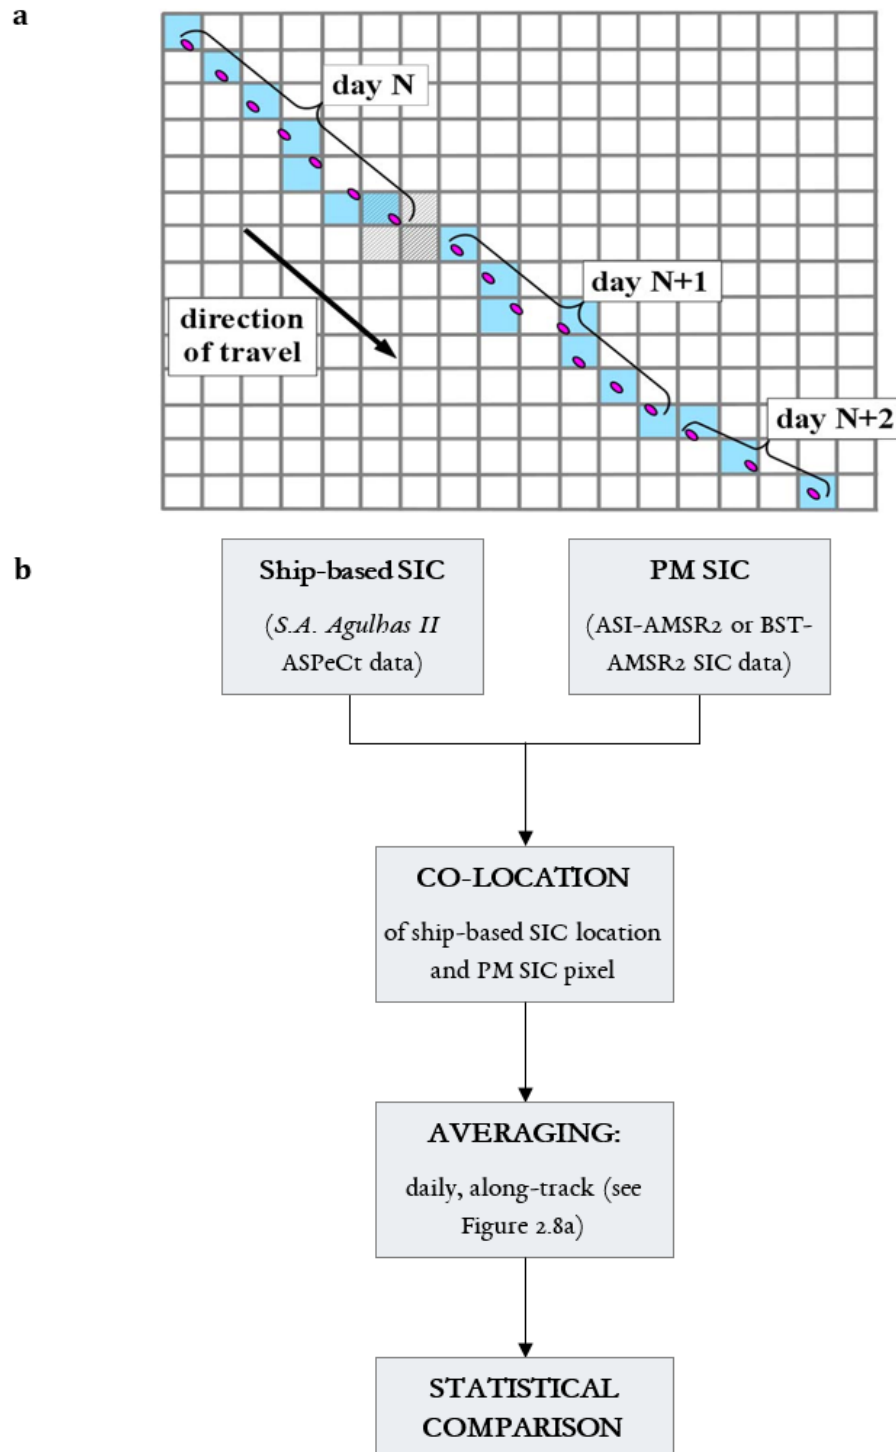 a
day N
day N+1
direction
of travel
day N+2
b
Ship-based SIC
(S.A. Agulhas II
ASPeCt data)
PM SIC
(ASI-AMSR2 or BST-
AMSR2 SIC data)
CO-LOCATION
of ship-based SIC location
and PM SIC pixel
AVERAGING:
daily, along-track (see
Figure 2.8a)
STATISTICAL
COMPARISON